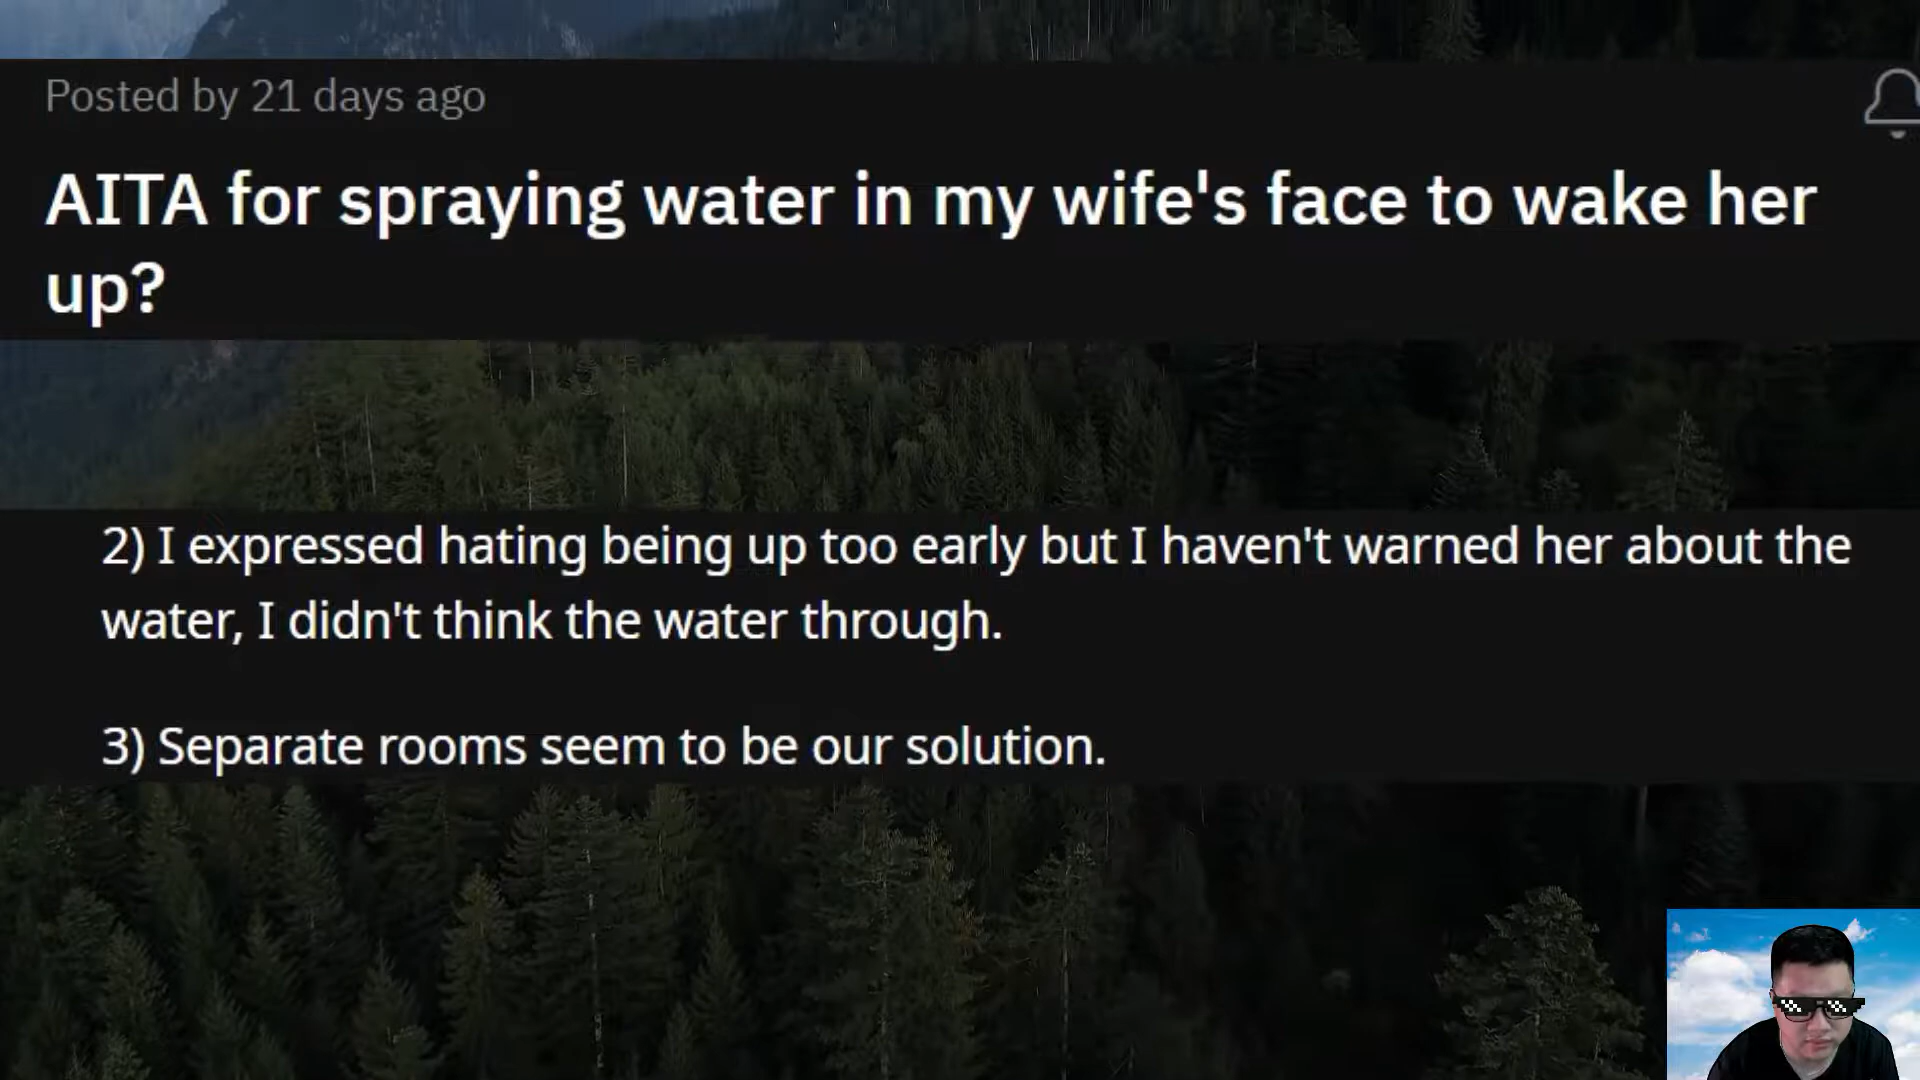 Posted by 21 days ago
AITA for spraying water in my wife's face to wake her
up?
2) I expressed hating being up too early but I haven't warned her about the
water, I didn't think the water through.
3) Separate rooms seem to be our solution.